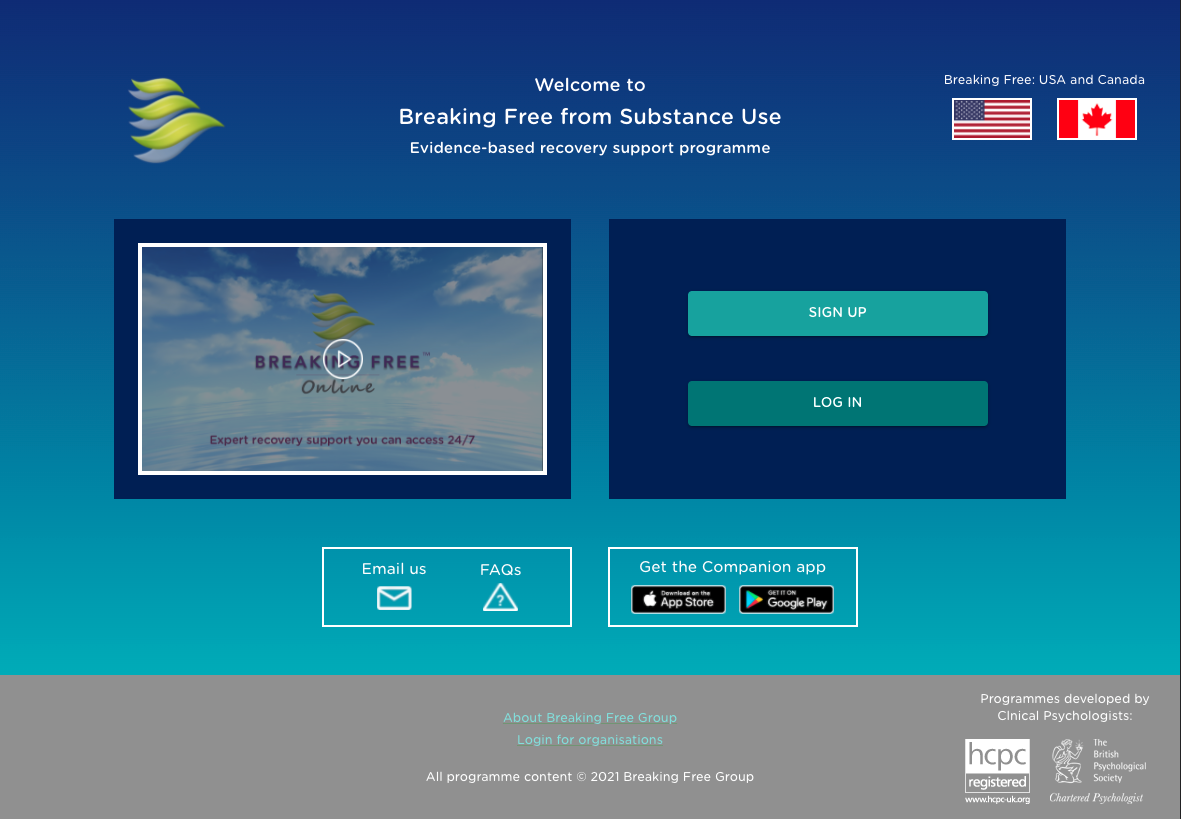 Welcome to
Breaking Free from Substance Use
Evidence-based recovery support programme
Breaking Free: USA and Canada
BREAKING FREE™
Online
Expert recovery support you can access 24/7
SIGN UP
LOG IN
Email us
FAQs
?
Get the Companion app
Download on the
App Store
GET IT ON
Google Play
About Breaking Free Group
Login for organisations
All programme content © 2021 Breaking Free Group
Programmes developed by
Clnical Psychologists:
hcpc
registered
www.hcpc-uk.org
The
British
Psychological
Society
Chartered Psychologist